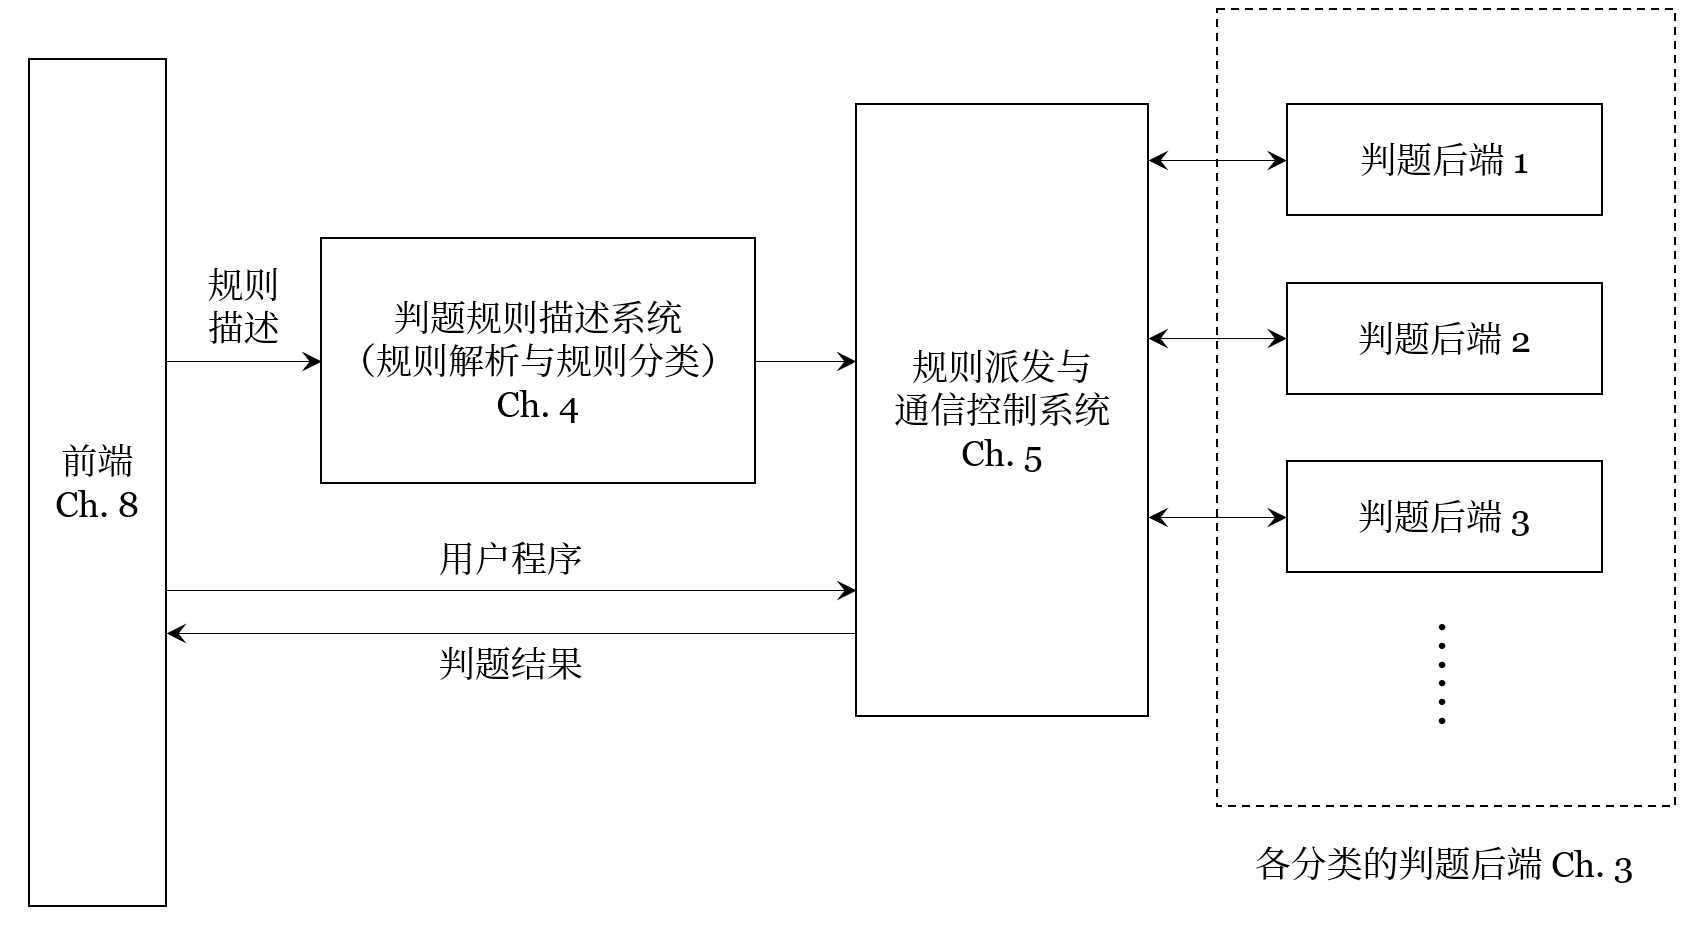 前端
Ch. 8
规则
描述
判题规则描述系统
（规则解析与规则分类）
Ch. 4
用户程序
判题结果
规则派发与
通信控制系统
Ch. 5
判题后端 1
判题后端 2
判题后端 3
各分类的判题后端 Ch. 3